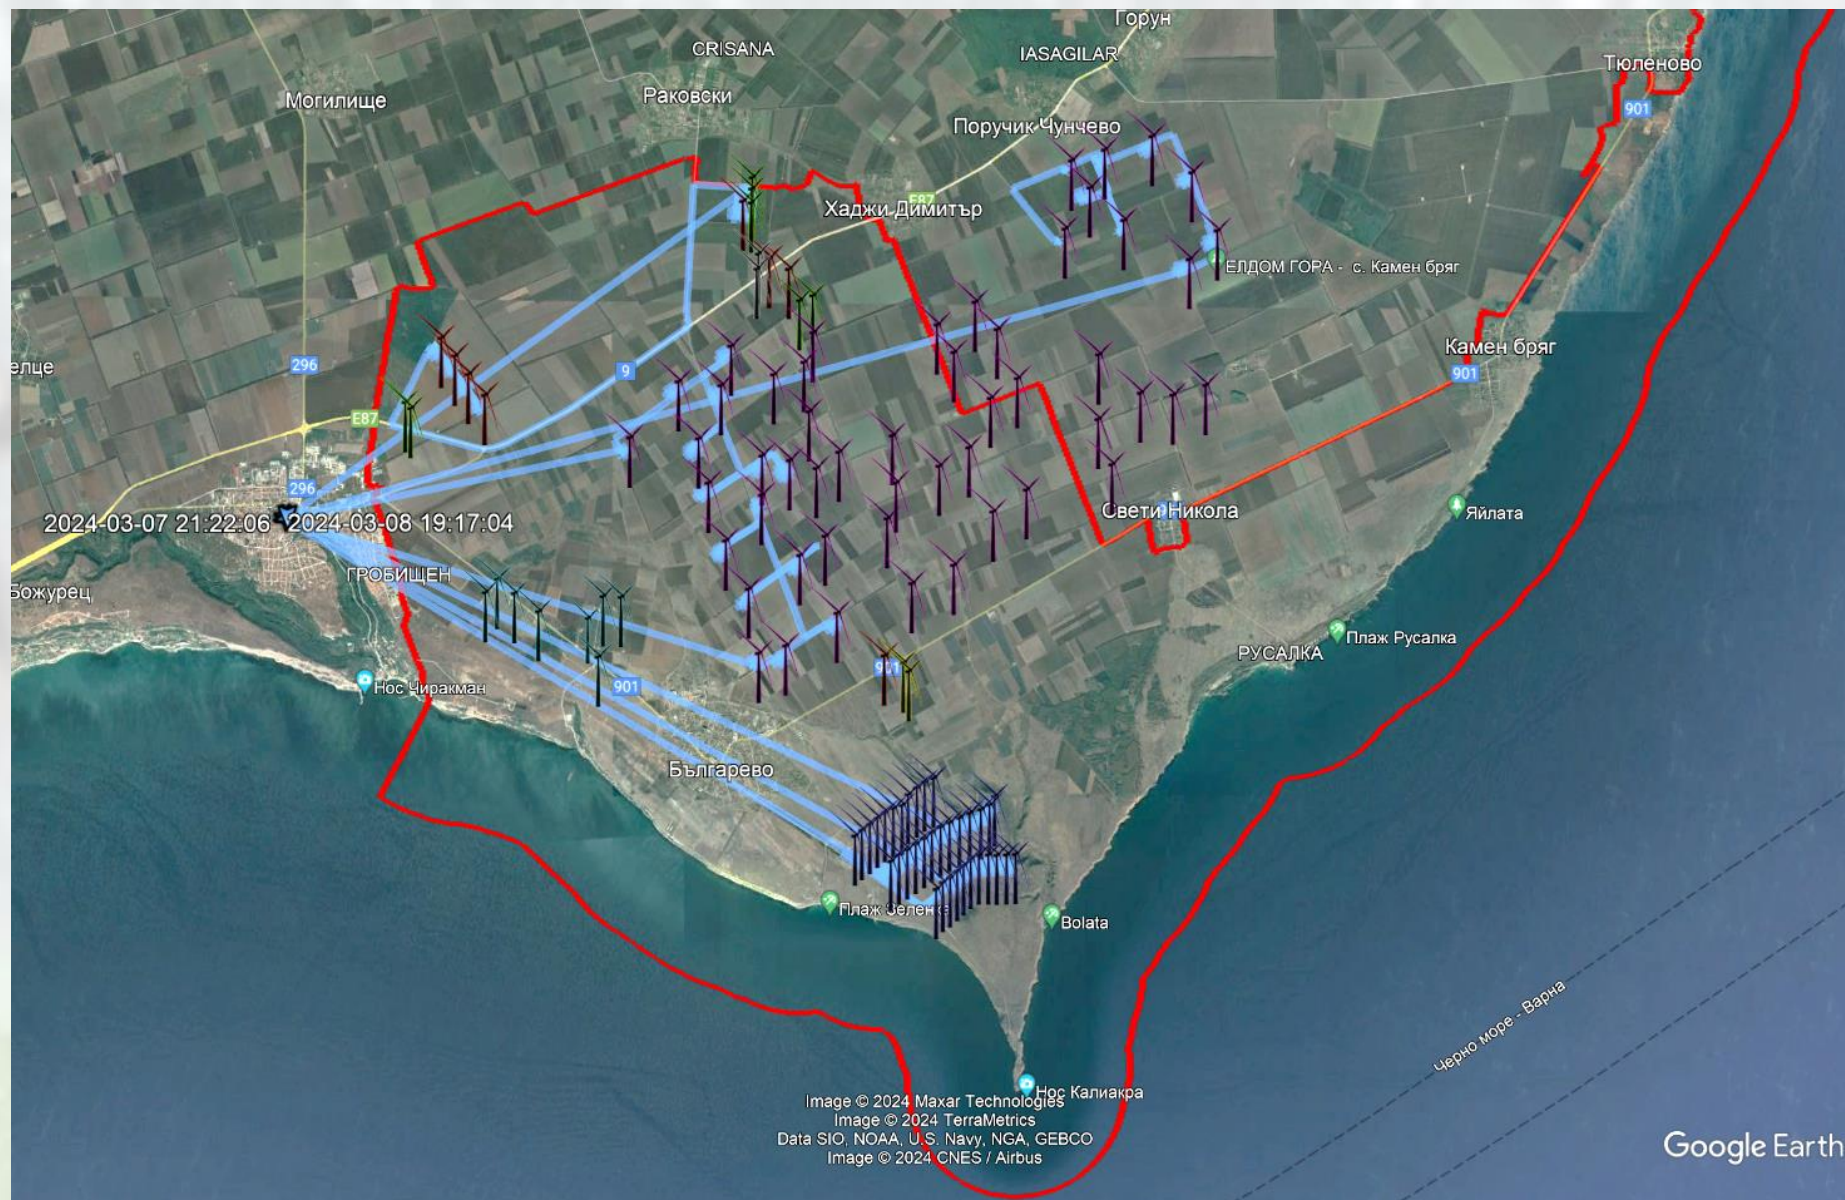 Горун
CRISANA
IASAGILAR
Тюленово
Могилище
Раковски
901
Поручик Чунчево
E87
Хаджи Димитър
ЕЛДОМ ГОРА - с. Камен бряг
Камен бряг
296
елце
9
901
E87
296
Свети Никола
Яйлата
2024-03-07 21:22:06
2024-03-08 19:17:04
ГРОБИЩЕН
Божурец
Плаж Русалка
РУСАЛКА
901
901
Нос Чиракман
Българево
Плаж Зеленка
Bolata
Черно море - Варна
Нос Калиакра
Image © 2024 Maxar Technologies
Image © 2024 TerraMetrics
Data SIO, NOAA, U.S. Navy, NGA, GEBCO
Image © 2024 CNES / Airbus
Google Earth